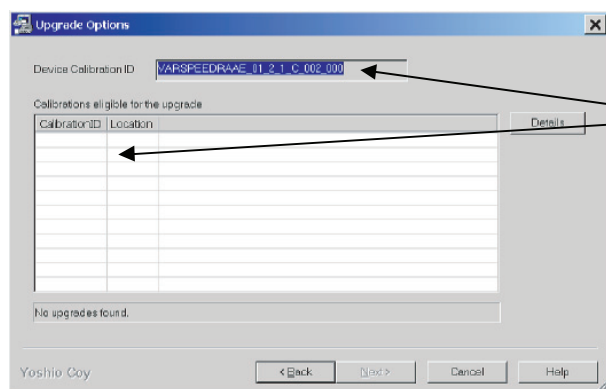 Upgrade Options
Device Calibration ID VARSPEEDRAAE_01_2_1_C_002_000
Calibrations eligible for the upgrade
CalibrationID Location
Details
No upgrades found.
Yoshio Coy
< Back Next > Cancel Help